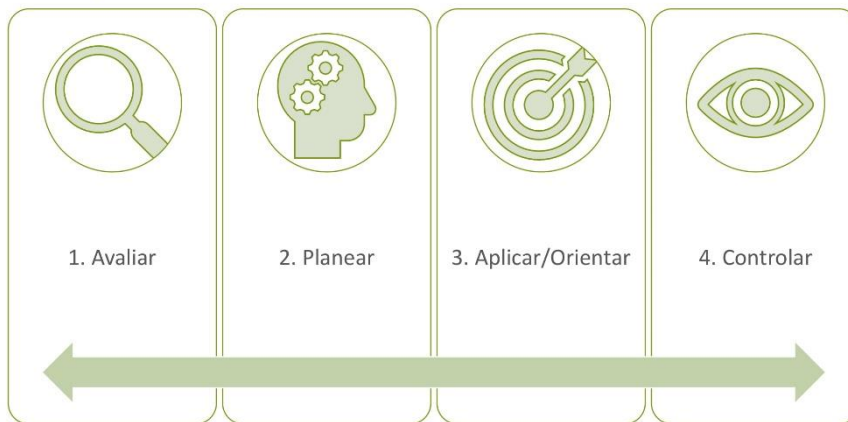 1. Avaliar
2. Planear
3. Aplicar/Orientar
4. Controlar